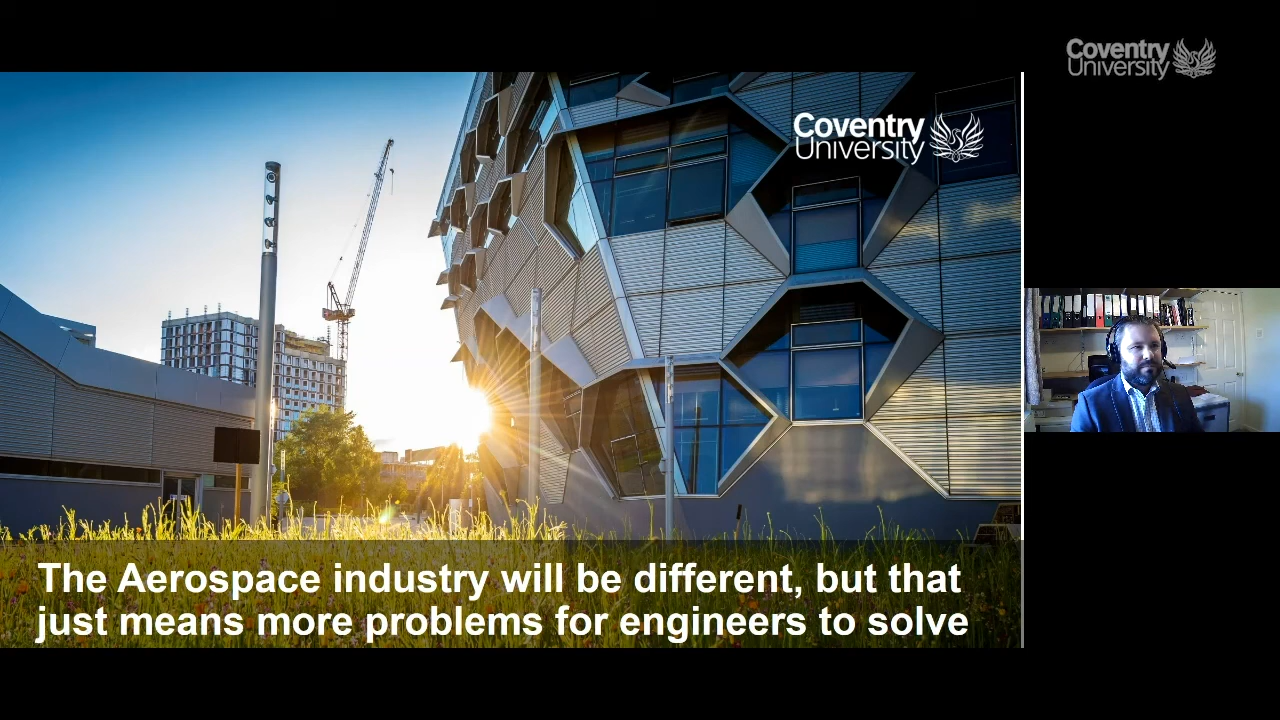 Coventry
University
Coventry
University
The Aerospace industry will be different, but that
just means more problems for engineers to solve